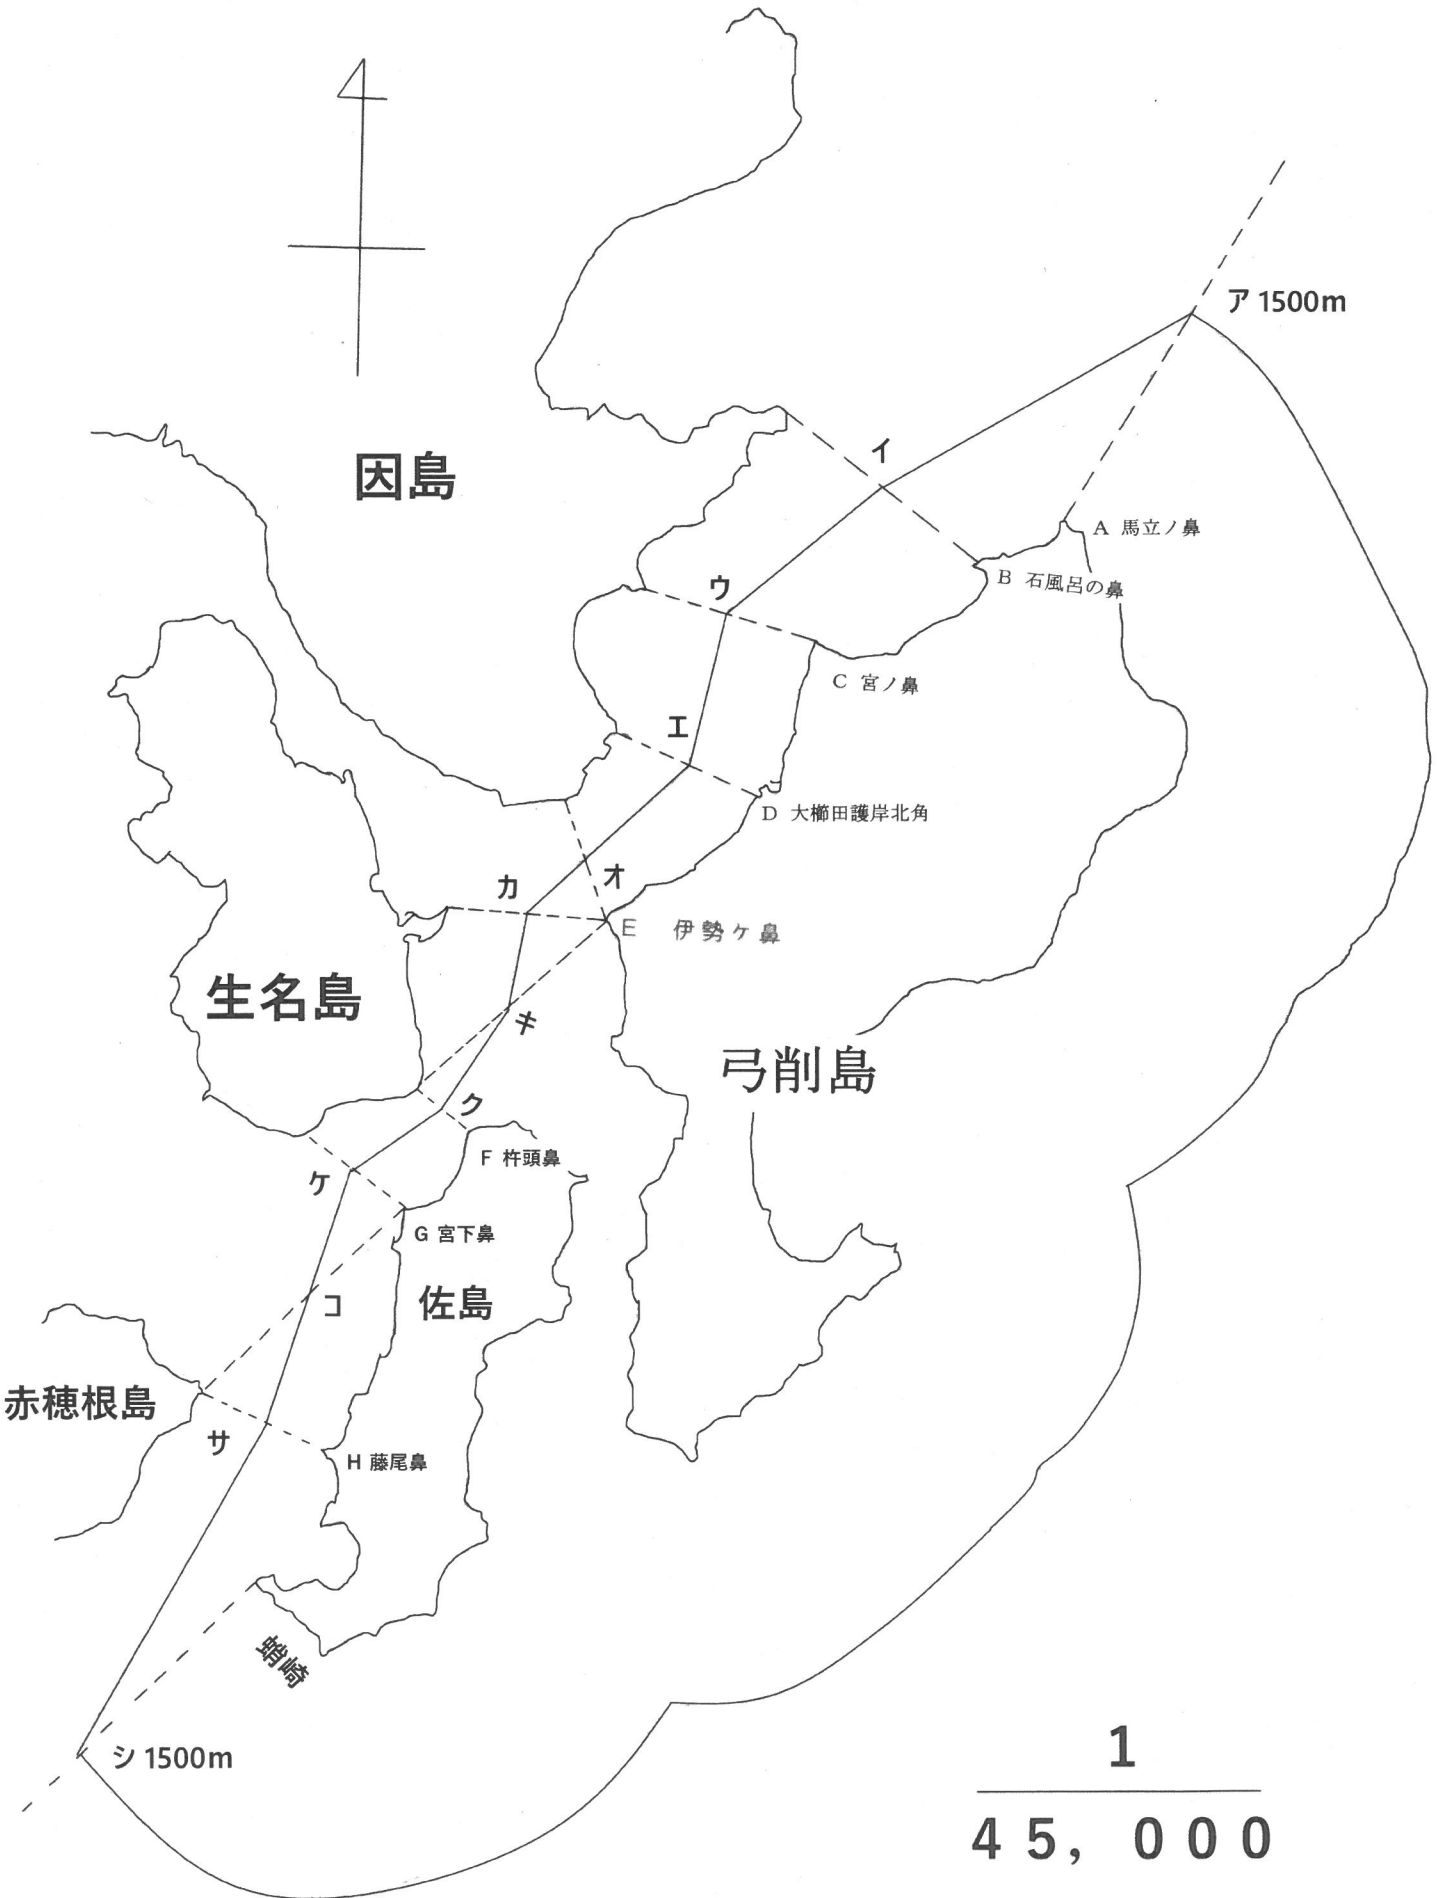 ア 1500m
イ
因島
A 馬立ノ鼻
B 石風呂の鼻
ウ
C 宮ノ鼻
エ
D 大櫛田護岸北角
オ
カ
E 伊勢ケ鼻
生名島
キ
弓削島
ク
F 杵頭鼻
ケ
G 宮下鼻
コ
佐島
赤穂根島
サ
H 藤尾鼻
蛸崎
シ 1500m
1
45,000